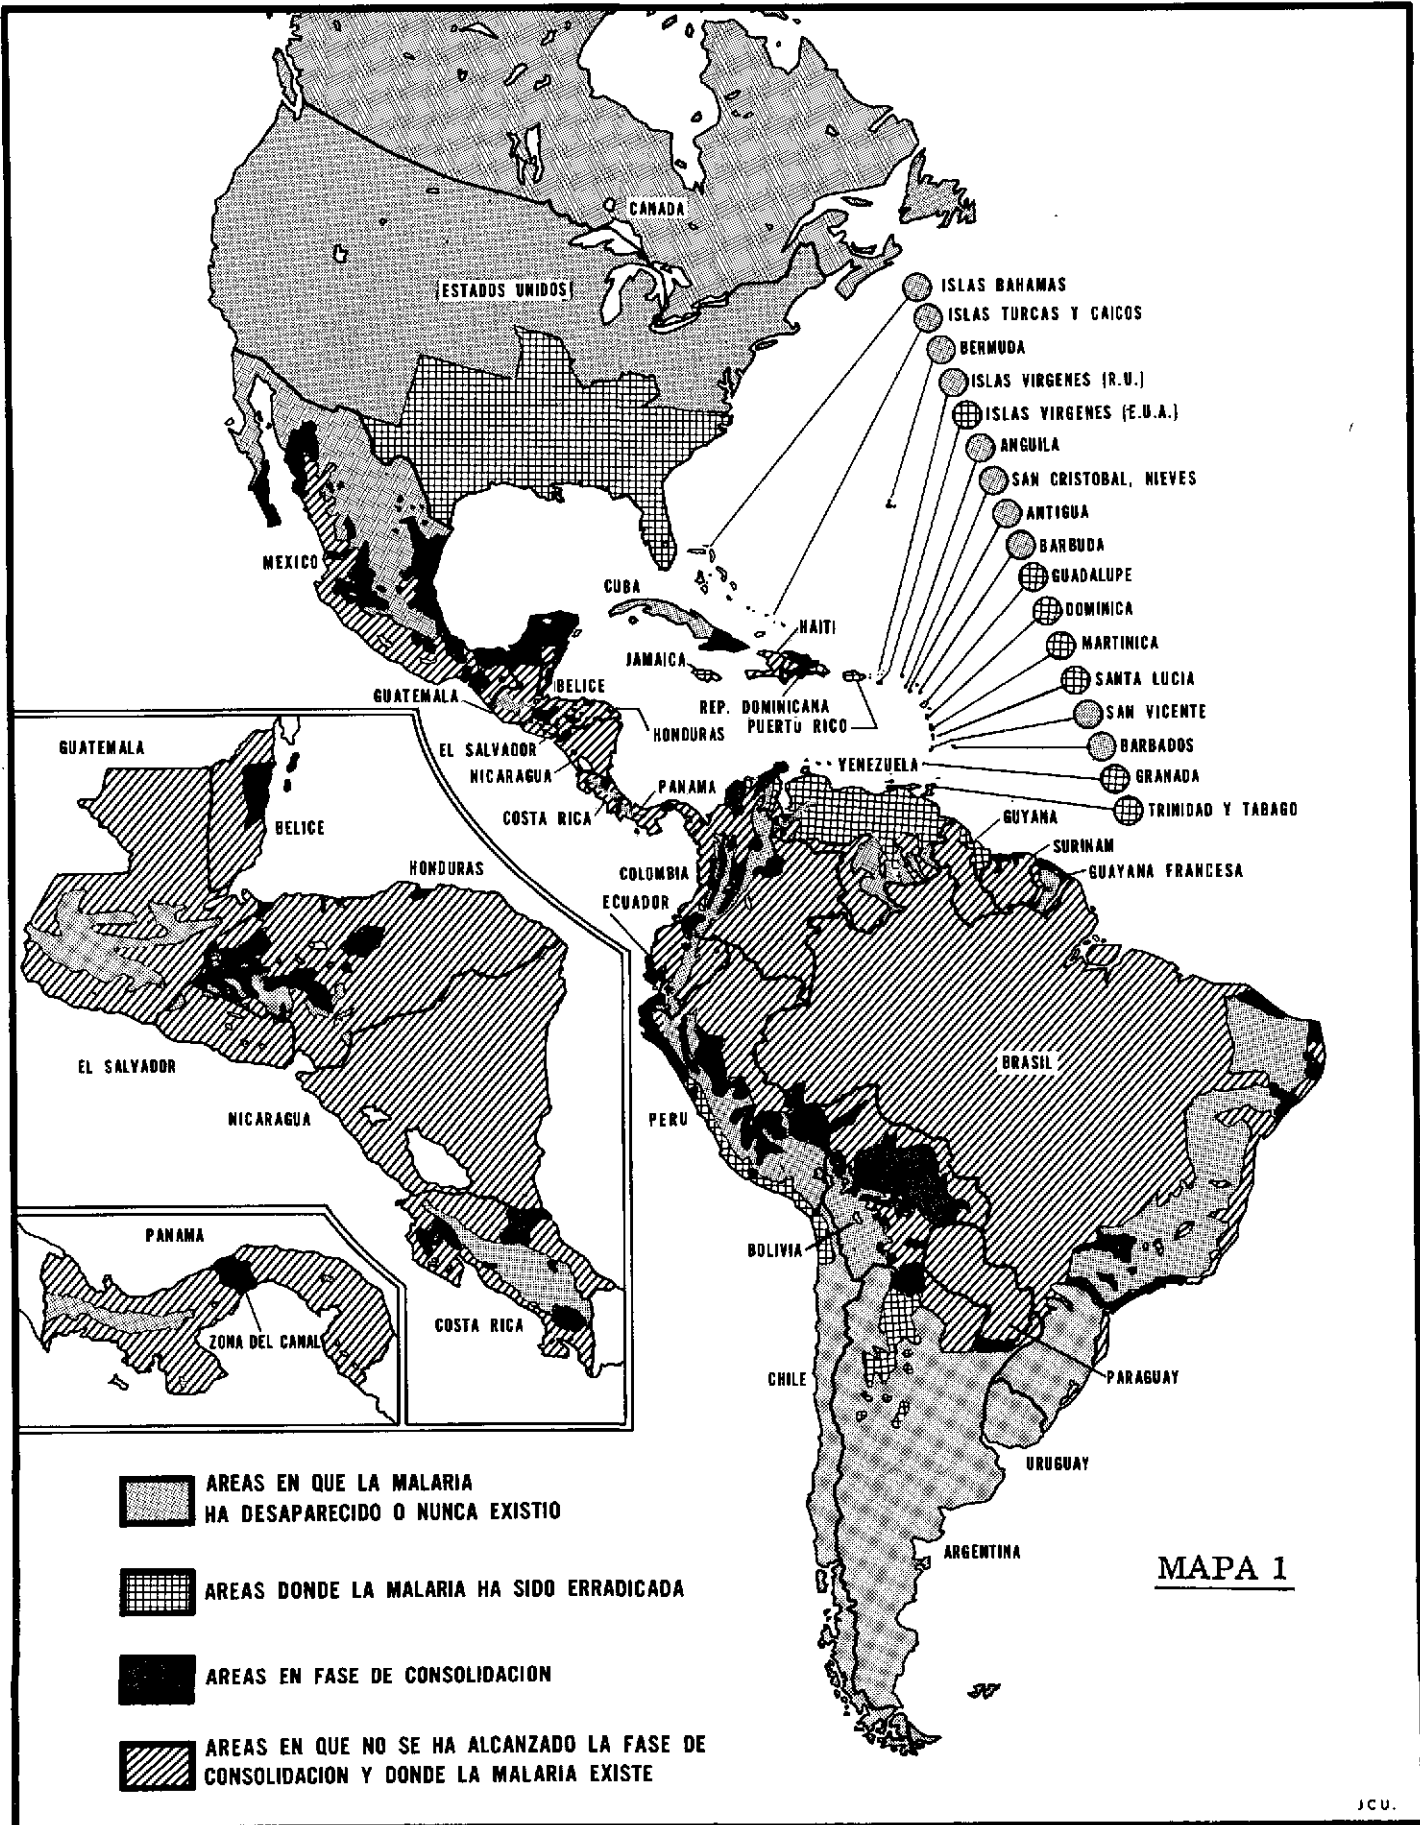 CANADA
ESTADOS UNIDOS
ISLAS BAHAMAS
ISLAS TURCAS Y CAICOS
BERMUDA
ISLAS VIRGENES (R.U.)
ISLAS VIRGENES (E.U.A.)
ANGUILA
SAN CRISTOBAL, NIEVES
ANTIGUA
BARBUDA
GUADALUPE
DOMINICA
MARTINICA
SANTA LUCIA
SAN VICENTE
BARBADOS
GRANADA
TRINIDAD Y TABAGO
MEXICO
CUBA
HAITI
JAMAICA
REP. DOMINICANA
PUERTO RICO
BELICE
GUATEMALA
HONDURAS
EL SALVADOR
NICARAGUA
PANAMA
COSTA RICA
YENEZUELA
GUYANA
SURINAM
GUAYANA FRANCESA
COLOMBIA
ECUADOR
BRASIL
PERU
BOLIVIA
CHILE
PARAGUAY
URUGUAY
ARGENTINA
GUATEMALA
BELICE
HONDURAS
EL SALVADOR
NICARAGUA
COSTA RICA
PANAMA
ZONA DEL CANAL
AREAS EN QUE LA MALARIA
HA DESAPARECIDO O NUNCA EXISTIO
AREAS DONDE LA MALARIA HA SIDO ERRADICADA
AREAS EN FASE DE CONSOLIDACION
AREAS EN QUE NO SE HA ALCANZADO LA FASE DE
CONSOLIDACION Y DONDE LA MALARIA EXISTE
MAPA 1
JCU.